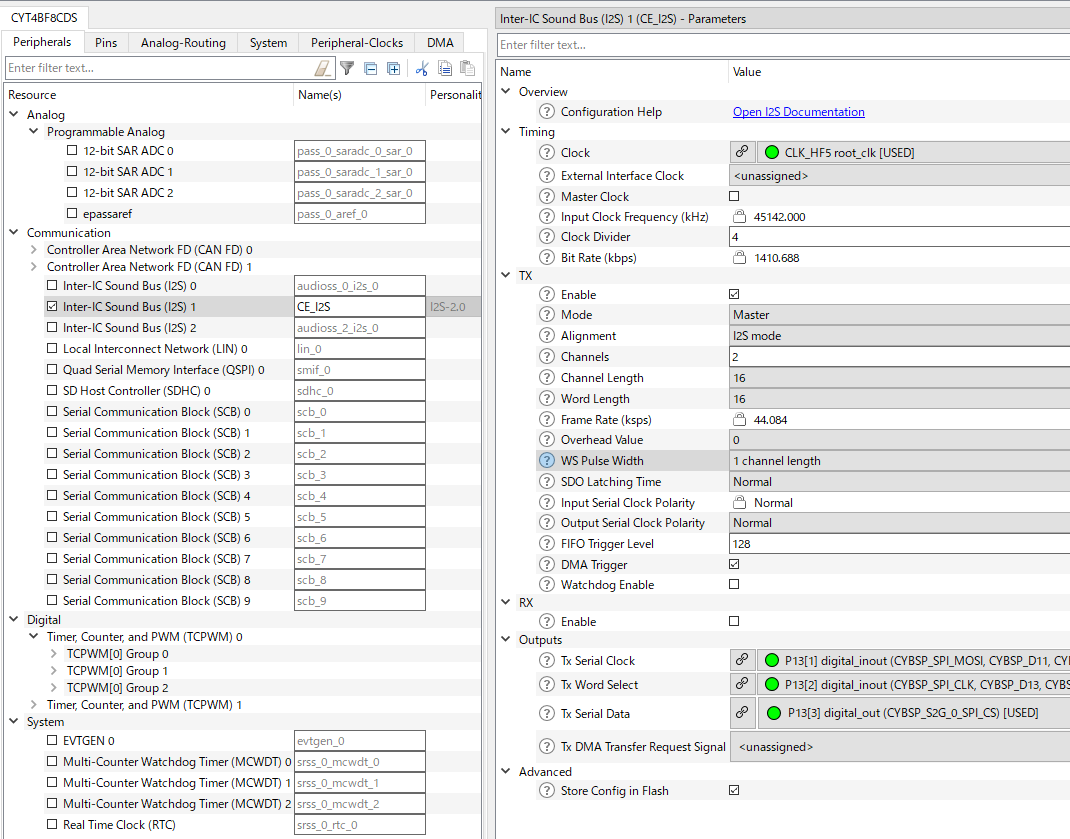 CYT4BF8CDS
Peripherals Pins Analog-Routing System Peripheral-Clocks DMA
Enter filter text...
Resource Name(s) Personalit
Analog
Programmable Analog
12-bit SAR ADC 0 pass_0_saradc_0_sar_0
12-bit SAR ADC 1 pass_0_saradc_1_sar_0
12-bit SAR ADC 2 pass_0_saradc_2_sar_0
epassaref pass_0_aref_0
Communication
Controller Area Network FD (CAN FD) 0
Controller Area Network FD (CAN FD) 1
Inter-IC Sound Bus (I2S) 0 audioss_0_i2s_0
Inter-IC Sound Bus (I2S) 1 CE_I2S I2S-2.0
Inter-IC Sound Bus (I2S) 2 audioss_2_i2s_0
Local Interconnect Network (LIN) 0 lin_0
Quad Serial Memory Interface (QSPI) 0 smif_0
SD Host Controller (SDHC) 0 sdhc_0
Serial Communication Block (SCB) 0 scb_0
Serial Communication Block (SCB) 1 scb_1
Serial Communication Block (SCB) 2 scb_2
Serial Communication Block (SCB) 3 scb_3
Serial Communication Block (SCB) 4 scb_4
Serial Communication Block (SCB) 5 scb_5
Serial Communication Block (SCB) 6 scb_6
Serial Communication Block (SCB) 7 scb_7
Serial Communication Block (SCB) 8 scb_8
Serial Communication Block (SCB) 9 scb_9
Digital
Timer, Counter, and PWM (TCPWM) 0
TCPWM[0] Group 0
TCPWM[0] Group 1
TCPWM[0] Group 2
Timer, Counter, and PWM (TCPWM) 1
System
EVTGEN 0 evtgen_0
Multi-Counter Watchdog Timer (MCWDT) 0 srss_0_mcwdt_0
Multi-Counter Watchdog Timer (MCWDT) 1 srss_0_mcwdt_1
Multi-Counter Watchdog Timer (MCWDT) 2 srss_0_mcwdt_2
Real Time Clock (RTC) srss_0_rtc_0
Inter-IC Sound Bus (I2S) 1 (CE_I2S) - Parameters
Enter filter text...
Name Value
Overview
Configuration Help Open I2S Documentation
Timing
Clock CLK_HF5 root_clk [USED]
External Interface Clock <unassigned>
Master Clock
Input Clock Frequency (kHz) 45142.000
Clock Divider 4
Bit Rate (kbps) 1410.688
TX
Enable
Mode Master
Alignment I2S mode
Channels 2
Channel Length 16
Word Length 16
Frame Rate (ksps) 44.084
Overhead Value 0
WS Pulse Width 1 channel length
SDO Latching Time Normal
Input Serial Clock Polarity Normal
Output Serial Clock Polarity Normal
FIFO Trigger Level 128
DMA Trigger
Watchdog Enable
RX
Enable
Outputs
Tx Serial Clock P13[1] digital_inout (CYBSP_SPI_MOSI, CYBSP_D11, CY
Tx Word Select P13[2] digital_inout (CYBSP_SPI_CLK, CYBSP_D13, CYBS
Tx Serial Data P13[3] digital_out (CYBSP_S2G_0_SPI_CS) [USED]
Tx DMA Transfer Request Signal <unassigned>
Advanced
Store Config in Flash